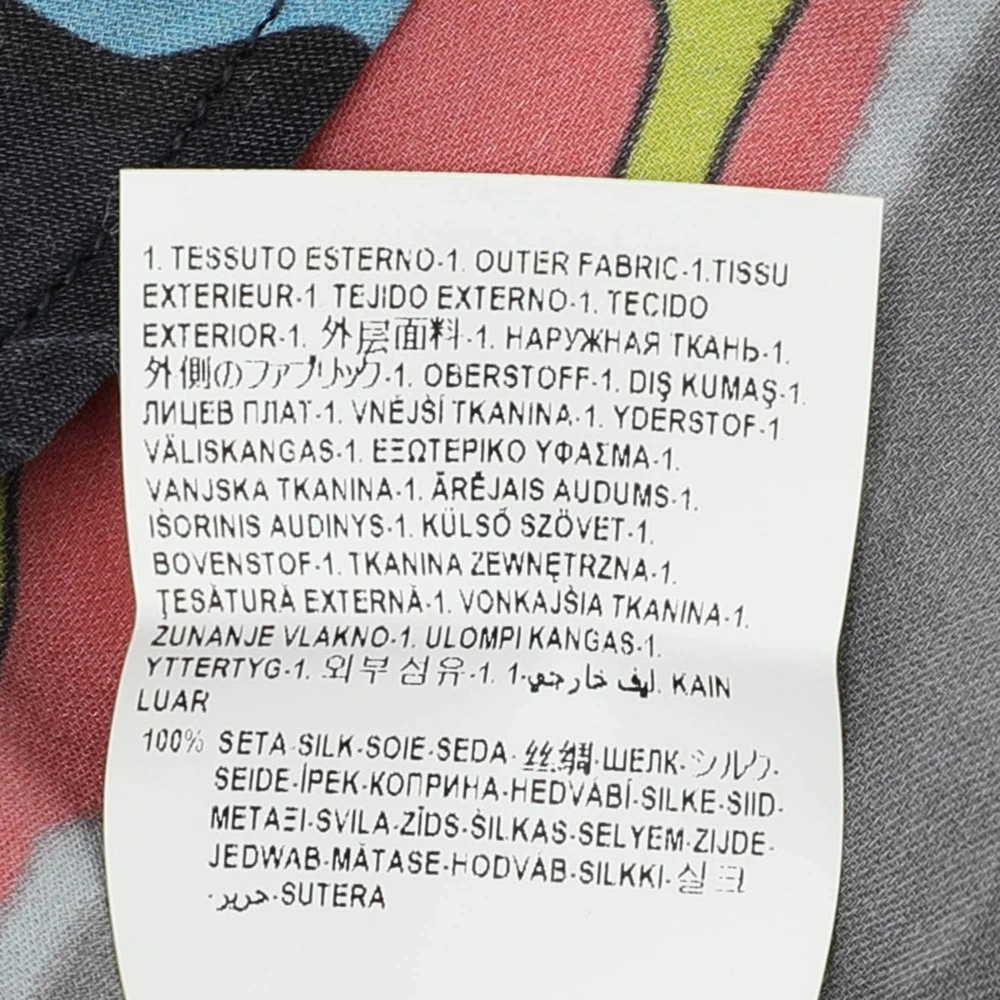 1. TESSUTO ESTERNO-1. OUTER FABRIC-1.TISSU
EXTERIEUR-1 TEJIDO EXTERNO-1. TECIDO
EXTERIOR-1. 外层面料-1. НАРУЖНАЯ ТКАНЬ-1.
外側のファブリック-1. OBERSTOFF-1. DIŞ KUMAŞ-1.
ЛИЦЕВ ПЛАТ-1. VNĚJŠÍ TKANINA-1. YDERSTOF-1
VÄLISKANGAS-1. ΕΞΩΤΕΡΙΚΟ ΥΦΑΣΜΑ-1.
VANJSKA TKANINA-1. ĀRĒJAIS AUDUMS-1.
IŠORINIS AUDINYS-1. KÜLSŐ SZÖVET-1.
BOVENSTOF-1. TKANINA ZEWNĘTRZNA-1.
ŢESĂTURĂ EXTERNĂ-1. VONKAJŠIA TKANINA-1.
ZUNANJE VLAKNO-1. ULOMPI KANGAS-1.
YTTERTYG-1. 외부 섬유-1. 1-ليف خارجي. KAIN
LUAR
100% SETA-SILK-SOIE-SEDA-丝绸-ШЕЛК-シルク-
SEIDE-İPEK-КОПРИНА-HEDVÁBÍ-SILKE-SIID-
ΜΕΤΑΞΙ-SVILA-ZĪDS-ŠILKAS-SELYEM-ZIJDE-
JEDWAB-MĂTASE-HODVÁB-SILKKI-실크
-حرير-SUTERA